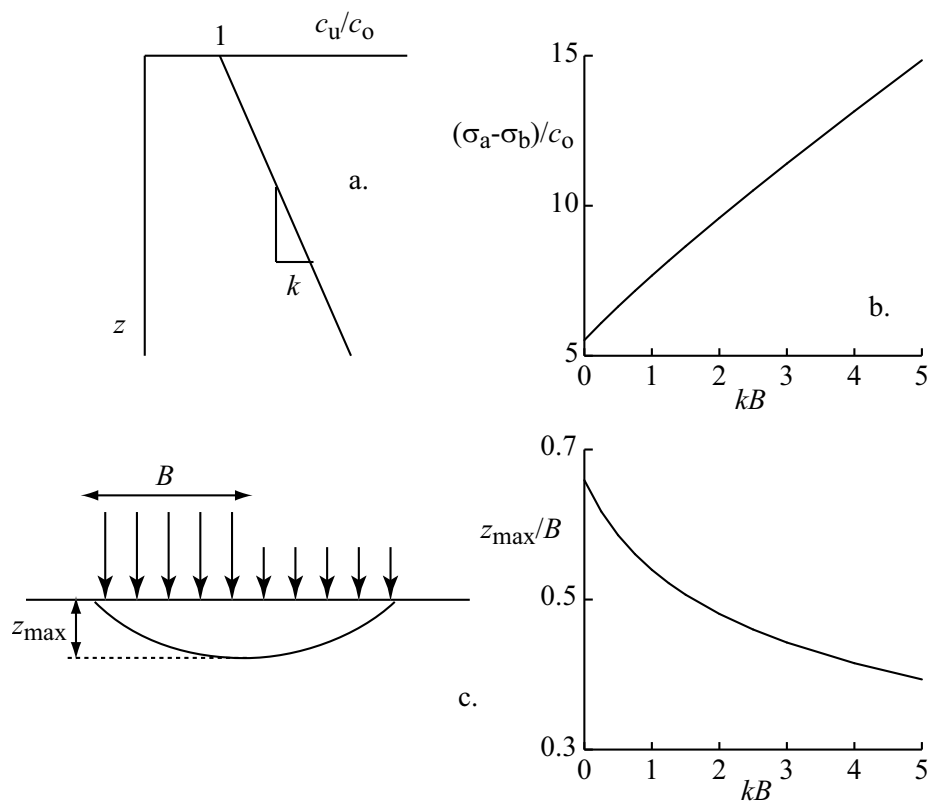 1
c_u/c_o
a.
k
z
15
(σ_a-σ_b)/c_o
10
b.
5
0 1 2 3 4 5
kB
B
z_max
c.
0.7
z_max/B
0.5
0.3
0 1 2 3 4 5
kB